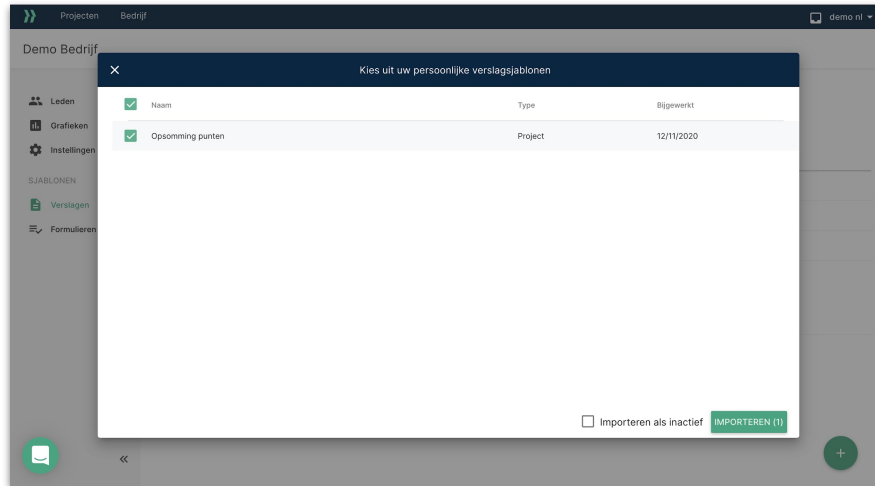 Projecten Bedrijf demo nl
Demo Bedrijf
Kies uit uw persoonlijke verslagsjablonen
Leden
Grafieken
Instellingen
SJABLONEN
Verslagen
Formulieren
Naam Type Bijgewerkt
Opsomming punten Project 12/11/2020
Importeren als inactief IMPORTEREN (1)